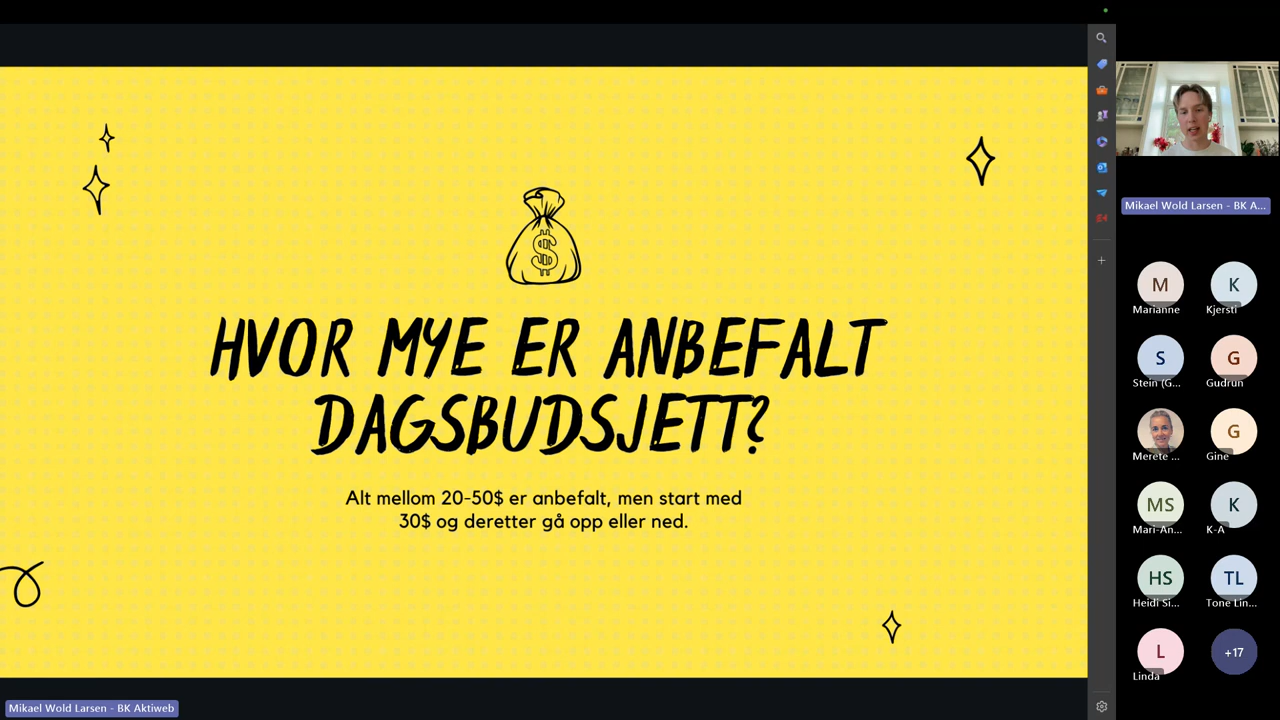 $
HVOR MYE ER ANBEFALT
DAGSBUDSJETT?
Alt mellom 20-50$ er anbefalt, men start med
30$ og deretter gå opp eller ned.
Mikael Wold Larsen - BK Aktiweb
Mikael Wold Larsen - BK A...
M
Marianne
K
Kjersti
S
Stein (G...
G
Gudrun
Merete ...
G
Gine
MS
Mari-An...
K
K-A
HS
Heidi Si...
TL
Tone Lin...
L
Linda
+17